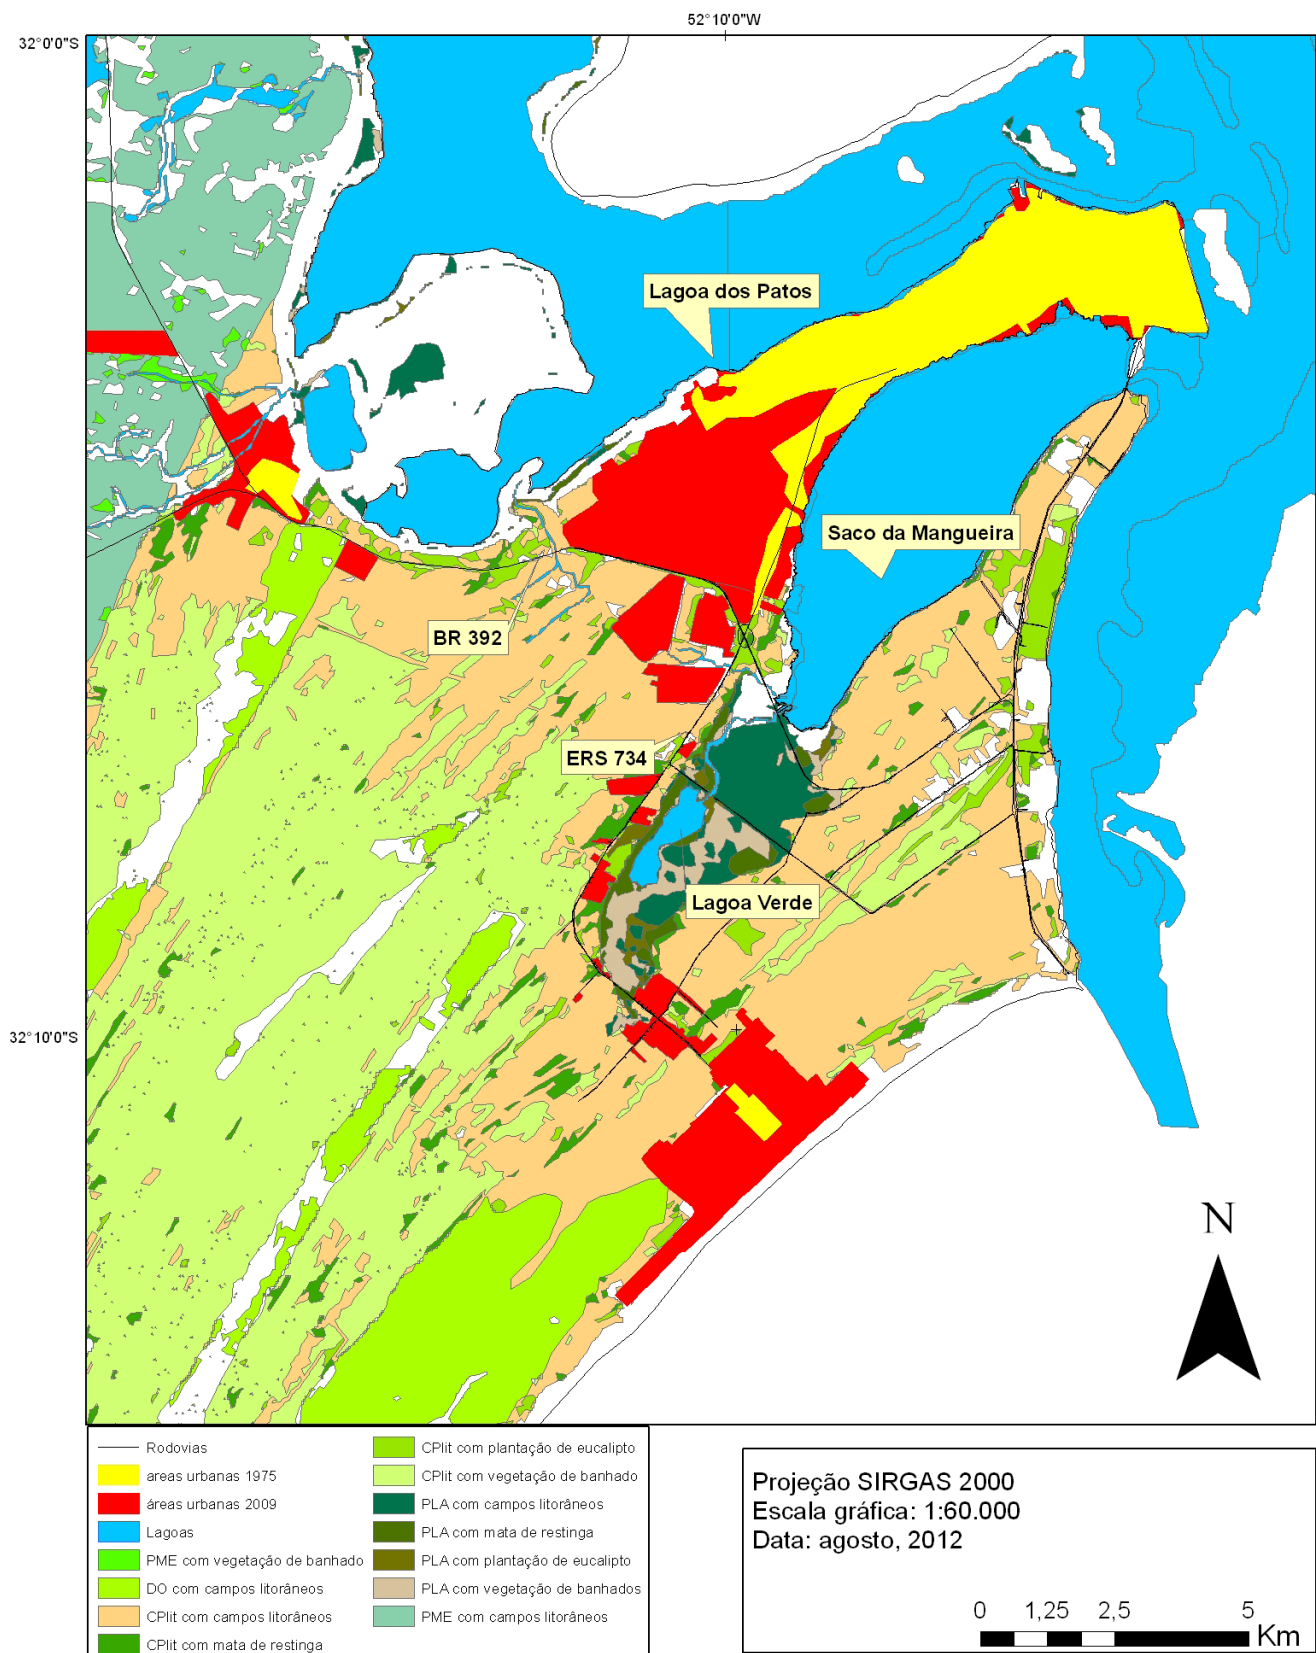 52°10'0"W
32°0'0"S
Lagoa dos Patos
Saco da Mangueira
BR 392
ERS 734
Lagoa Verde
32°10'0"S
N
Rodovias
areas urbanas 1975
áreas urbanas 2009
Lagoas
PME com vegetação de banhado
DO com campos litorâneos
CPlit com campos litorâneos
CPlit com mata de restinga
CPlit com plantação de eucalipto
CPlit com vegetação de banhado
PLA com campos litorâneos
PLA com mata de restinga
PLA com plantação de eucalipto
PLA com vegetação de banhados
PME com campos litorâneos
Projeção SIRGAS 2000
Escala gráfica: 1:60.000
Data: agosto, 2012
0 1,25 2,5 5
Km